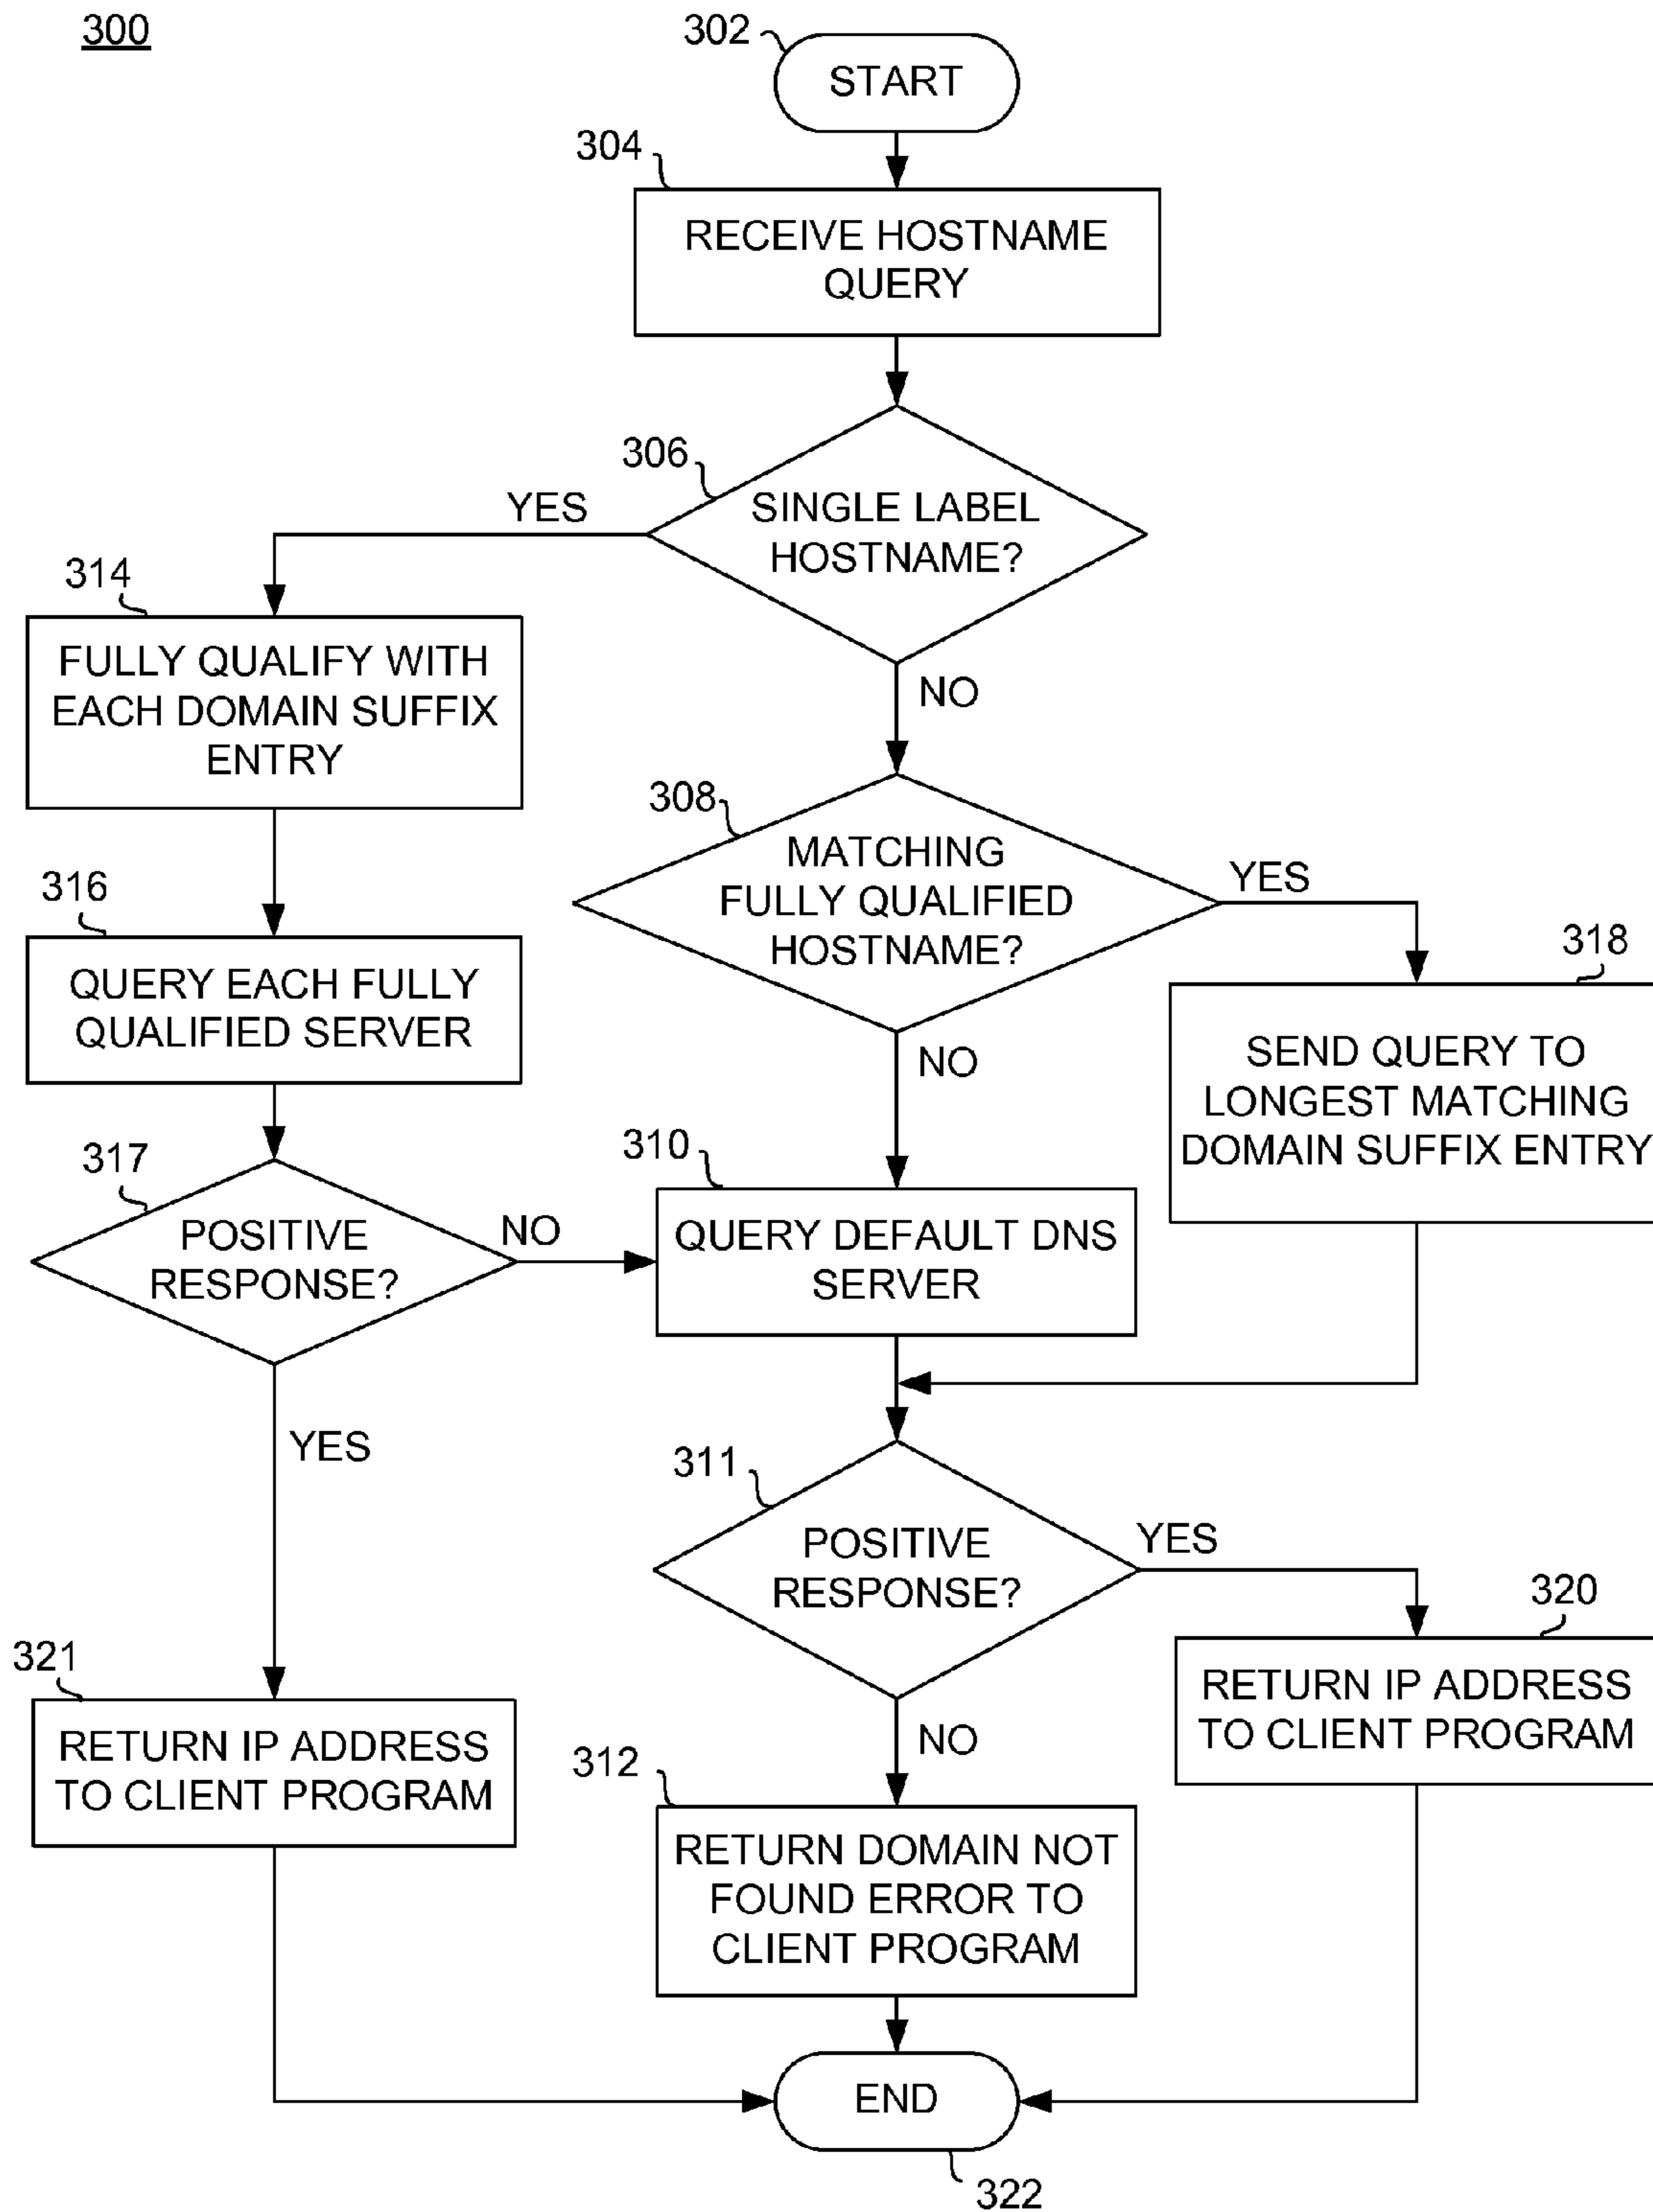 300
302
START
304
RECEIVE HOSTNAME
QUERY
306
SINGLE LABEL
HOSTNAME?
YES
NO
314
FULLY QUALIFY WITH
EACH DOMAIN SUFFIX
ENTRY
308
MATCHING
FULLY QUALIFIED
HOSTNAME?
YES
NO
316
QUERY EACH FULLY
QUALIFIED SERVER
318
SEND QUERY TO
LONGEST MATCHING
DOMAIN SUFFIX ENTRY
317
POSITIVE
RESPONSE?
NO
YES
310
QUERY DEFAULT DNS
SERVER
311
POSITIVE
RESPONSE?
YES
NO
320
RETURN IP ADDRESS
TO CLIENT PROGRAM
321
RETURN IP ADDRESS
TO CLIENT PROGRAM
312
RETURN DOMAIN NOT
FOUND ERROR TO
CLIENT PROGRAM
END
322